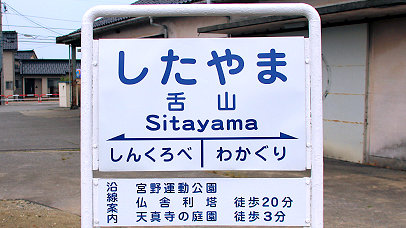 したやま
舌山
Sitayama
しんくろべ わかぐり
沿線案内
宮野運動公園
仏舎利塔 徒歩20分
天真寺の庭園 徒歩3分